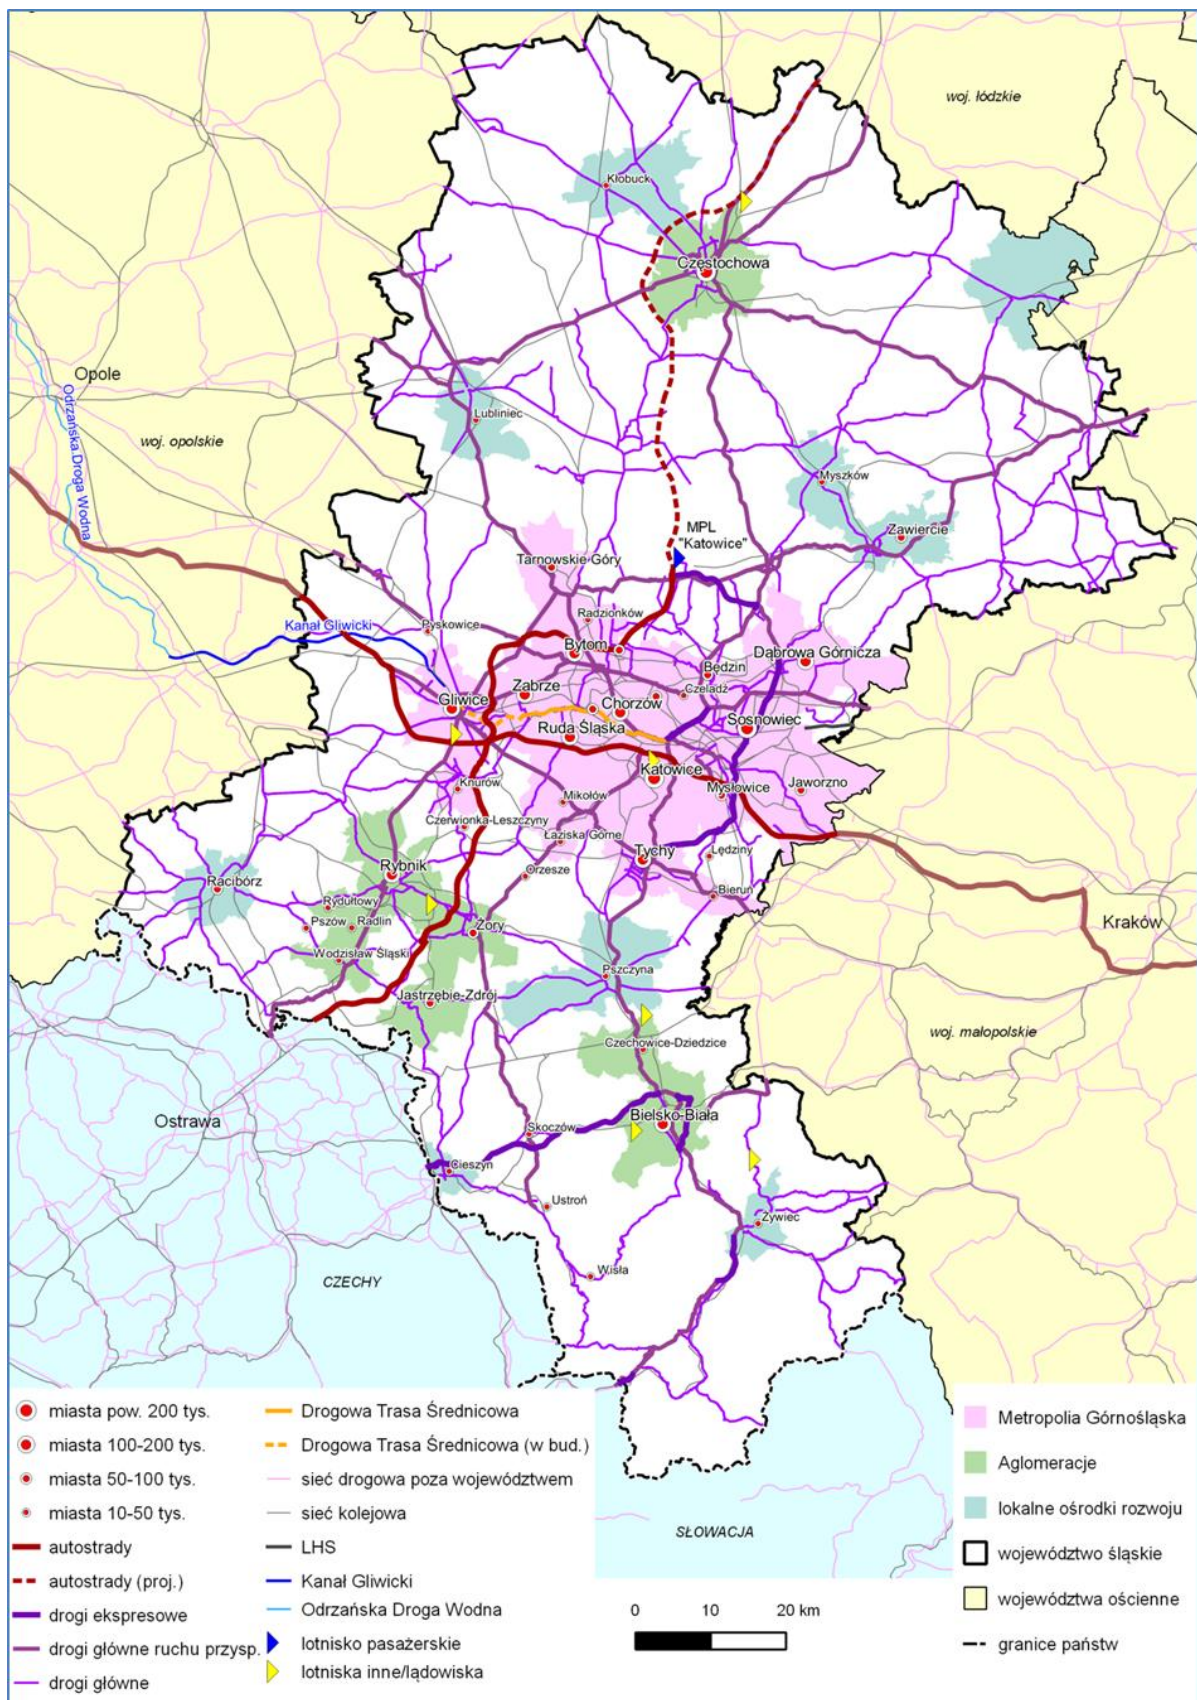 woj. łódzkie
Kłobuck
Częstochowa
Opole
Odrzańska Droga Wodna
woj. opolskie
Lubliniec
Myszków
Zawiercie
MPL
"Katowice"
Tarnowskie Góry
Radzionków
Kanał Gliwicki
Pyskowice
Bytom
Będzin
Dąbrowa Górnicza
Zabrze
Czeladź
Gliwice
Chorzów
Sosnowiec
Ruda Śląska
Katowice
Knurów
Mikołów
Mysłowice
Jaworzno
Czerwionka-Leszczyny
Łaziska Górne
Tychy
Lędziny
Rybnik
Orzesze
Racibórz
Bieruń
Rydułtowy
Pszów
Radlin
Żory
Kraków
Wodzisław Śląski
Pszczyna
Jastrzębie-Zdrój
woj. małopolskie
Czechowice-Dziedzice
Ostrawa
Bielsko-Biała
Skoczów
Cieszyn
Ustroń
Żywiec
Wisła
CZECHY
SŁOWACJA
miasta pow. 200 tys.
miasta 100-200 tys.
miasta 50-100 tys.
miasta 10-50 tys.
autostrady
autostrady (proj.)
drogi ekspresowe
drogi główne ruchu przysp.
drogi główne
Drogowa Trasa Średnicowa
Drogowa Trasa Średnicowa (w bud.)
sieć drogowa poza województwem
sieć kolejowa
LHS
Kanał Gliwicki
Odrzańska Droga Wodna
lotnisko pasażerskie
lotniska inne/lądowiska
0 10 20 km
Metropolia Górnośląska
Aglomeracje
lokalne ośrodki rozwoju
województwo śląskie
województwa ościenne
granice państw